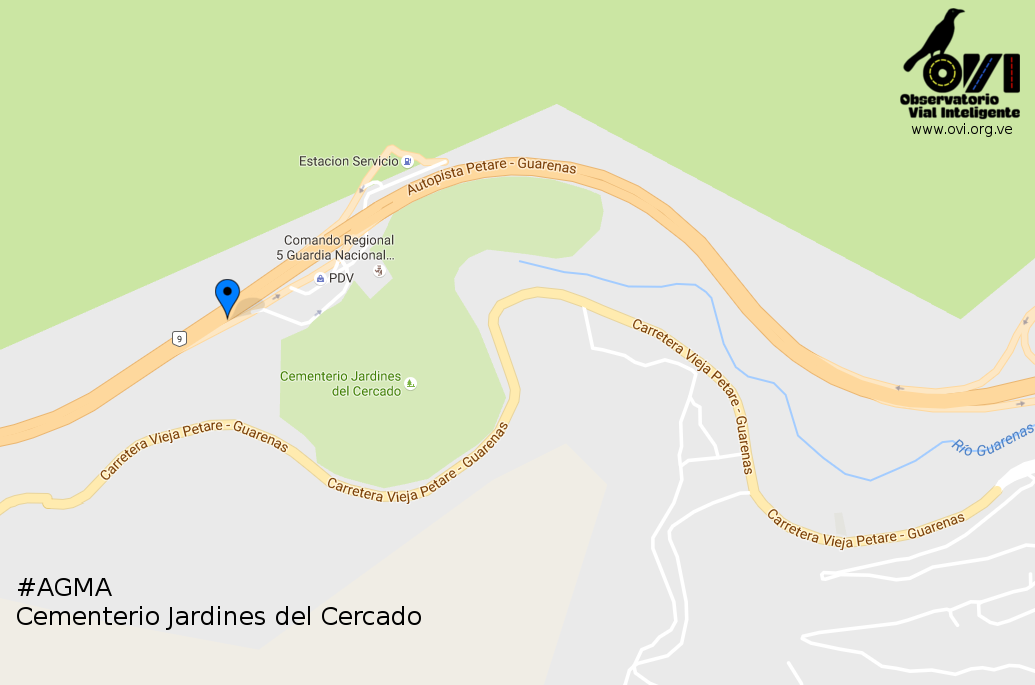 OVI
Observatorio
Vial Inteligente
www.ovi.org.ve
Estacion Servicio
Autopista Petare - Guarenas
Comando Regional
5 Guardia Nacional...
PDV
9
Cementerio Jardines
del Cercado
Carretera Vieja Petare - Guarenas
Carretera Vieja Petare - Guarenas
Carretera Vieja Petare - Guarenas
Río Guarenas
Carretera Vieja Petare - Guarenas
#AGMA
Cementerio Jardines del Cercado